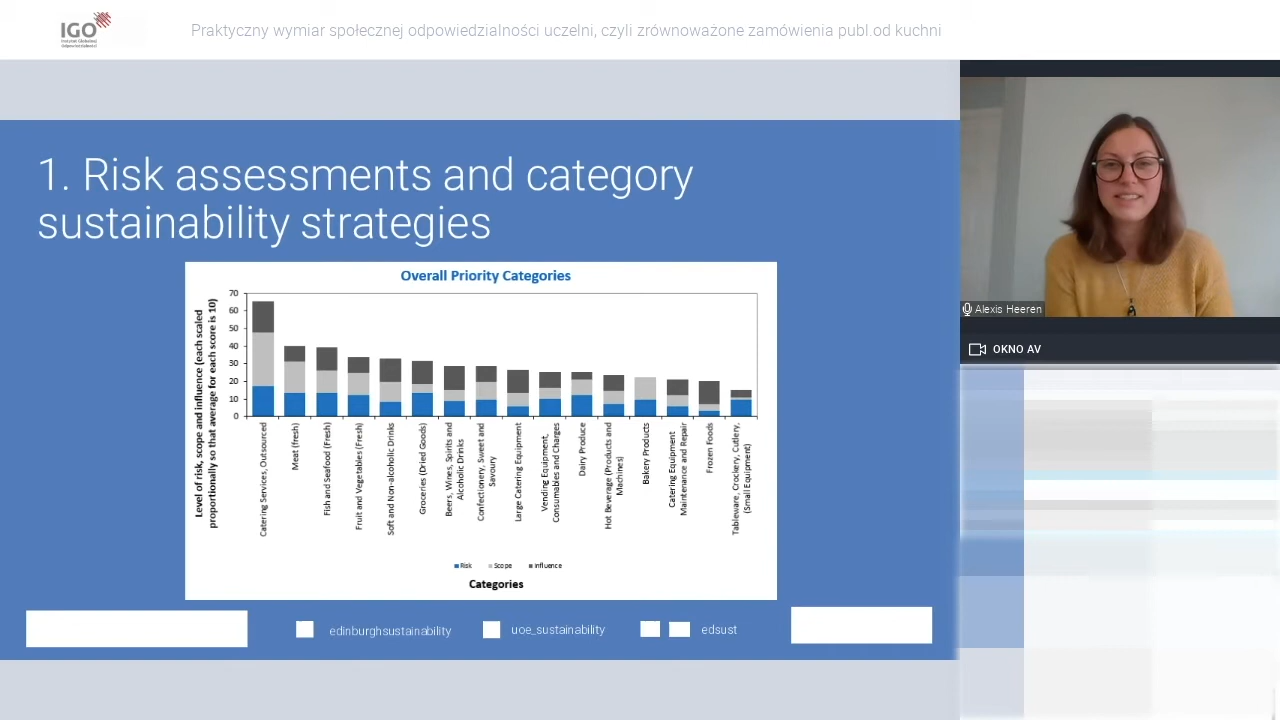 IGO
Instytut Globalnej
Odpowiedzialności
Praktyczny wymiar społecznej odpowiedzialności uczelni, czyli zrównoważone zamówienia publ.od kuchni
1. Risk assessments and category
sustainability strategies
Overall Priority Categories
Level of risk, scope and influence (each scaled
proportionally so that average for each score is 10)
70
60
50
40
30
20
10
0
Catering Services, Outsourced
Meat (fresh)
Fish and Seafood (Fresh)
Fruit and Vegetables (Fresh)
Soft and Non-alcoholic Drinks
Groceries (Dried Goods)
Beers, Wines, Spirits and
Alcoholic Drinks
Confectionery, Sweet and
Savoury
Large Catering Equipment
Vending Equipment,
Consumables and Charges
Dairy Produce
Hot Beverage (Products and
Machines)
Bakery Products
Catering Equipment
Maintenance and Repair
Frozen Foods
Tableware, Crockery, Cutlery,
(Small Equipment)
Risk Scope Influence
Categories
edinburghsustainability uoe_sustainability edsust
Alexis Heeren
OKNO AV